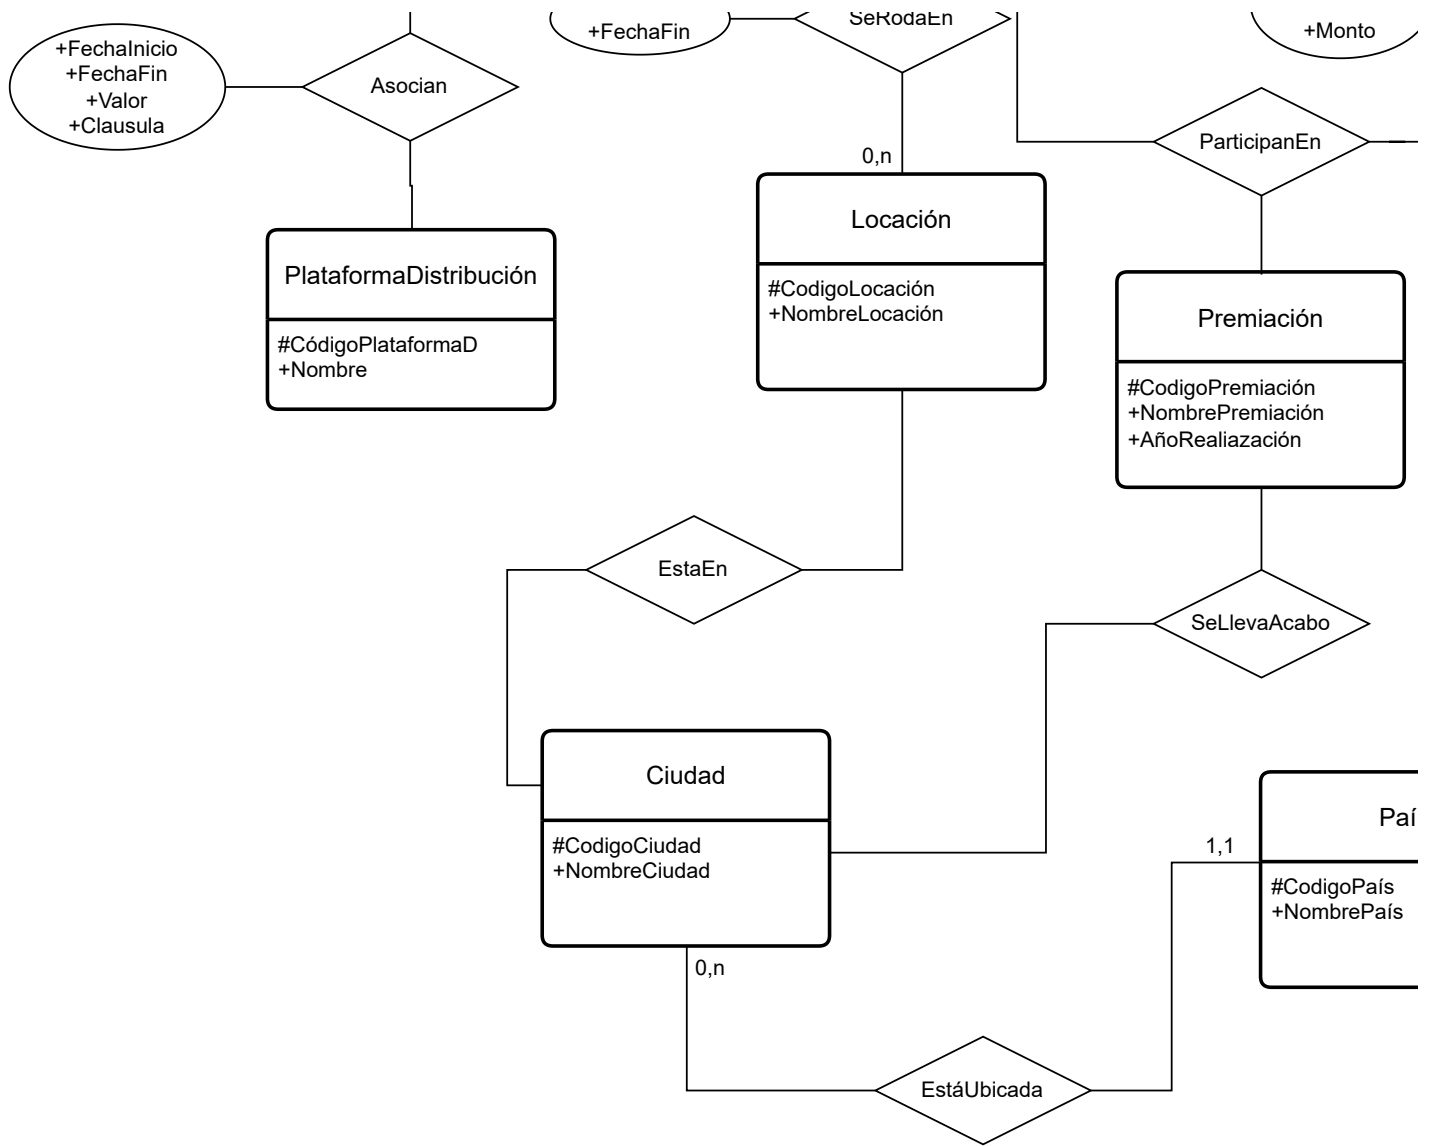 +FechaInicio
+FechaFin
+Valor
+Clausula
Asocian
+FechaFin
SeRodaEn
+Monto
ParticipanEn
0,n
Locación
#CodigoLocación
+NombreLocación
PlataformaDistribución
#CódigoPlataformaD
+Nombre
Premiación
#CodigoPremiación
+NombrePremiación
+AñoRealiazación
EstaEn
SeLlevaAcabo
Ciudad
#CodigoCiudad
+NombreCiudad
0,n
1,1
Paí
#CodigoPaís
+NombrePaís
EstáUbicada